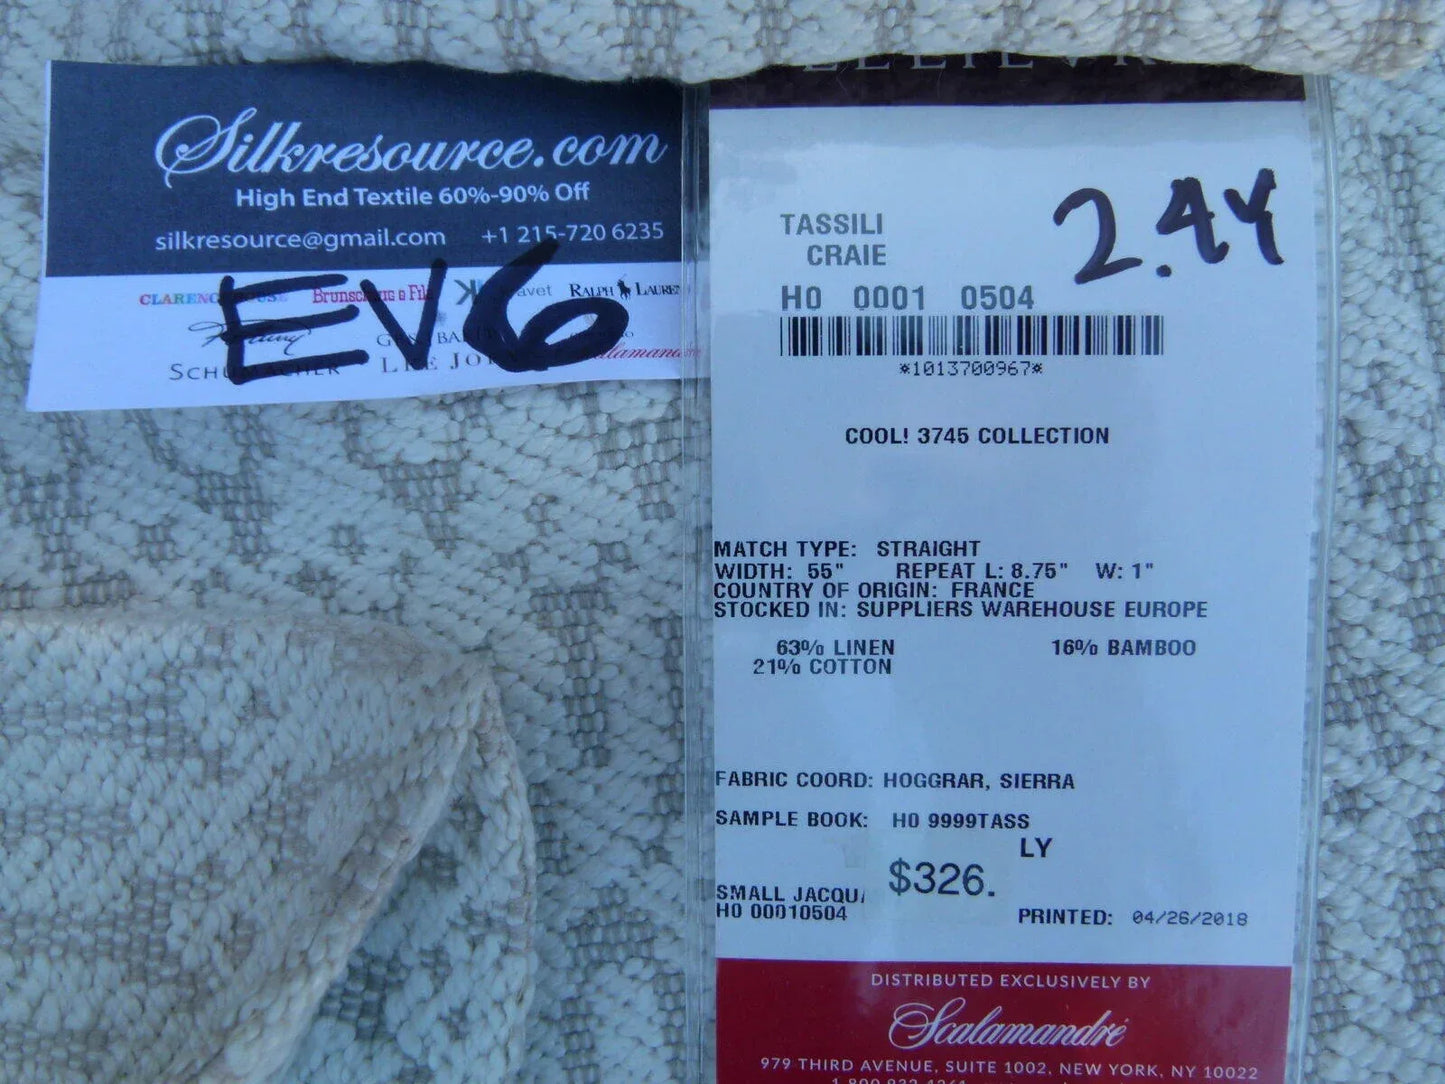 Silkresource.com
High End Textile 60%-90% Off
silkresource@gmail.com +1 215-720 6235
EV6
RALPH LAUREN
TASSILI
CRAIE
2.4Y
H0 0001 0504
*1013700967*
COOL! 3745 COLLECTION
MATCH TYPE: STRAIGHT
WIDTH: 55" REPEAT L: 8.75" W: 1"
COUNTRY OF ORIGIN: FRANCE
STOCKED IN: SUPPLIERS WAREHOUSE EUROPE
63% LINEN 16% BAMBOO
21% COTTON
FABRIC COORD: HOGGRAR, SIERRA
SAMPLE BOOK: H0 9999TASS
LY
$326.
SMALL JACQU
H0 00010504
PRINTED: 04/26/2018
DISTRIBUTED EXCLUSIVELY BY
Scalamandré
979 THIRD AVENUE, SUITE 1002, NEW YORK, NY 10022